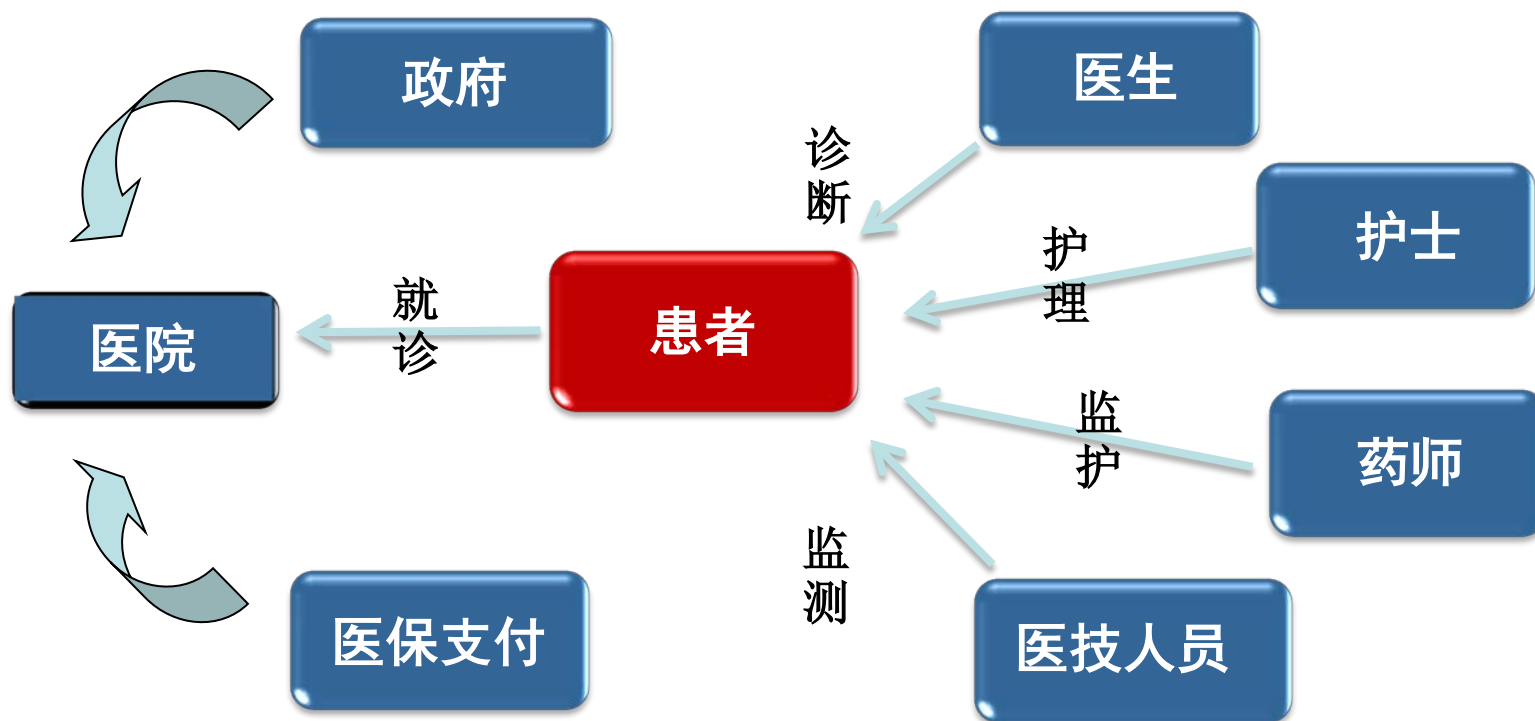 政府
医生
诊
断
护士
护
理
就
诊
患者
医院
监
护
药师
监
测
医保支付
医技人员